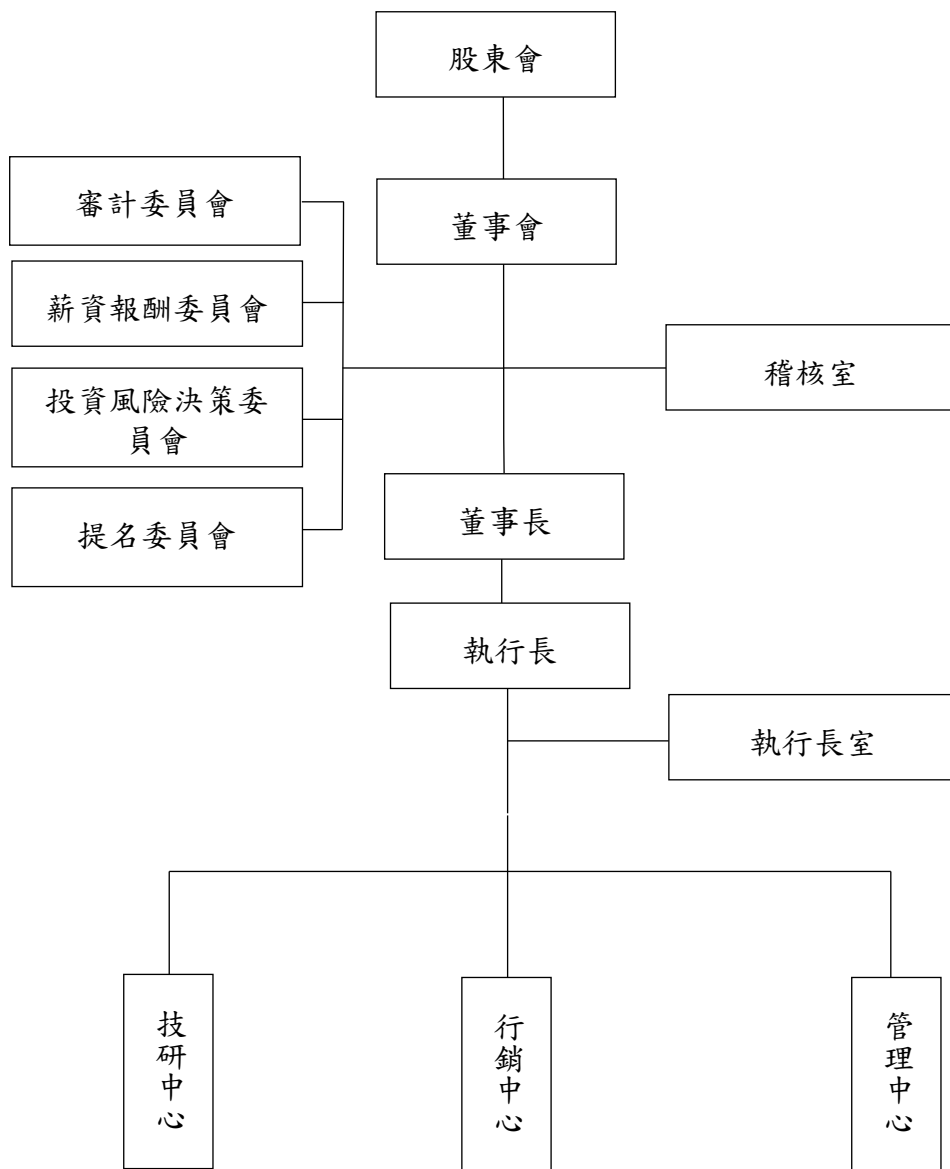 股東會
董事會
審計委員會
薪資報酬委員會
投資風險決策委
員會
提名委員會
稽核室
董事長
執行長
執行長室
技研中心
行銷中心
管理中心